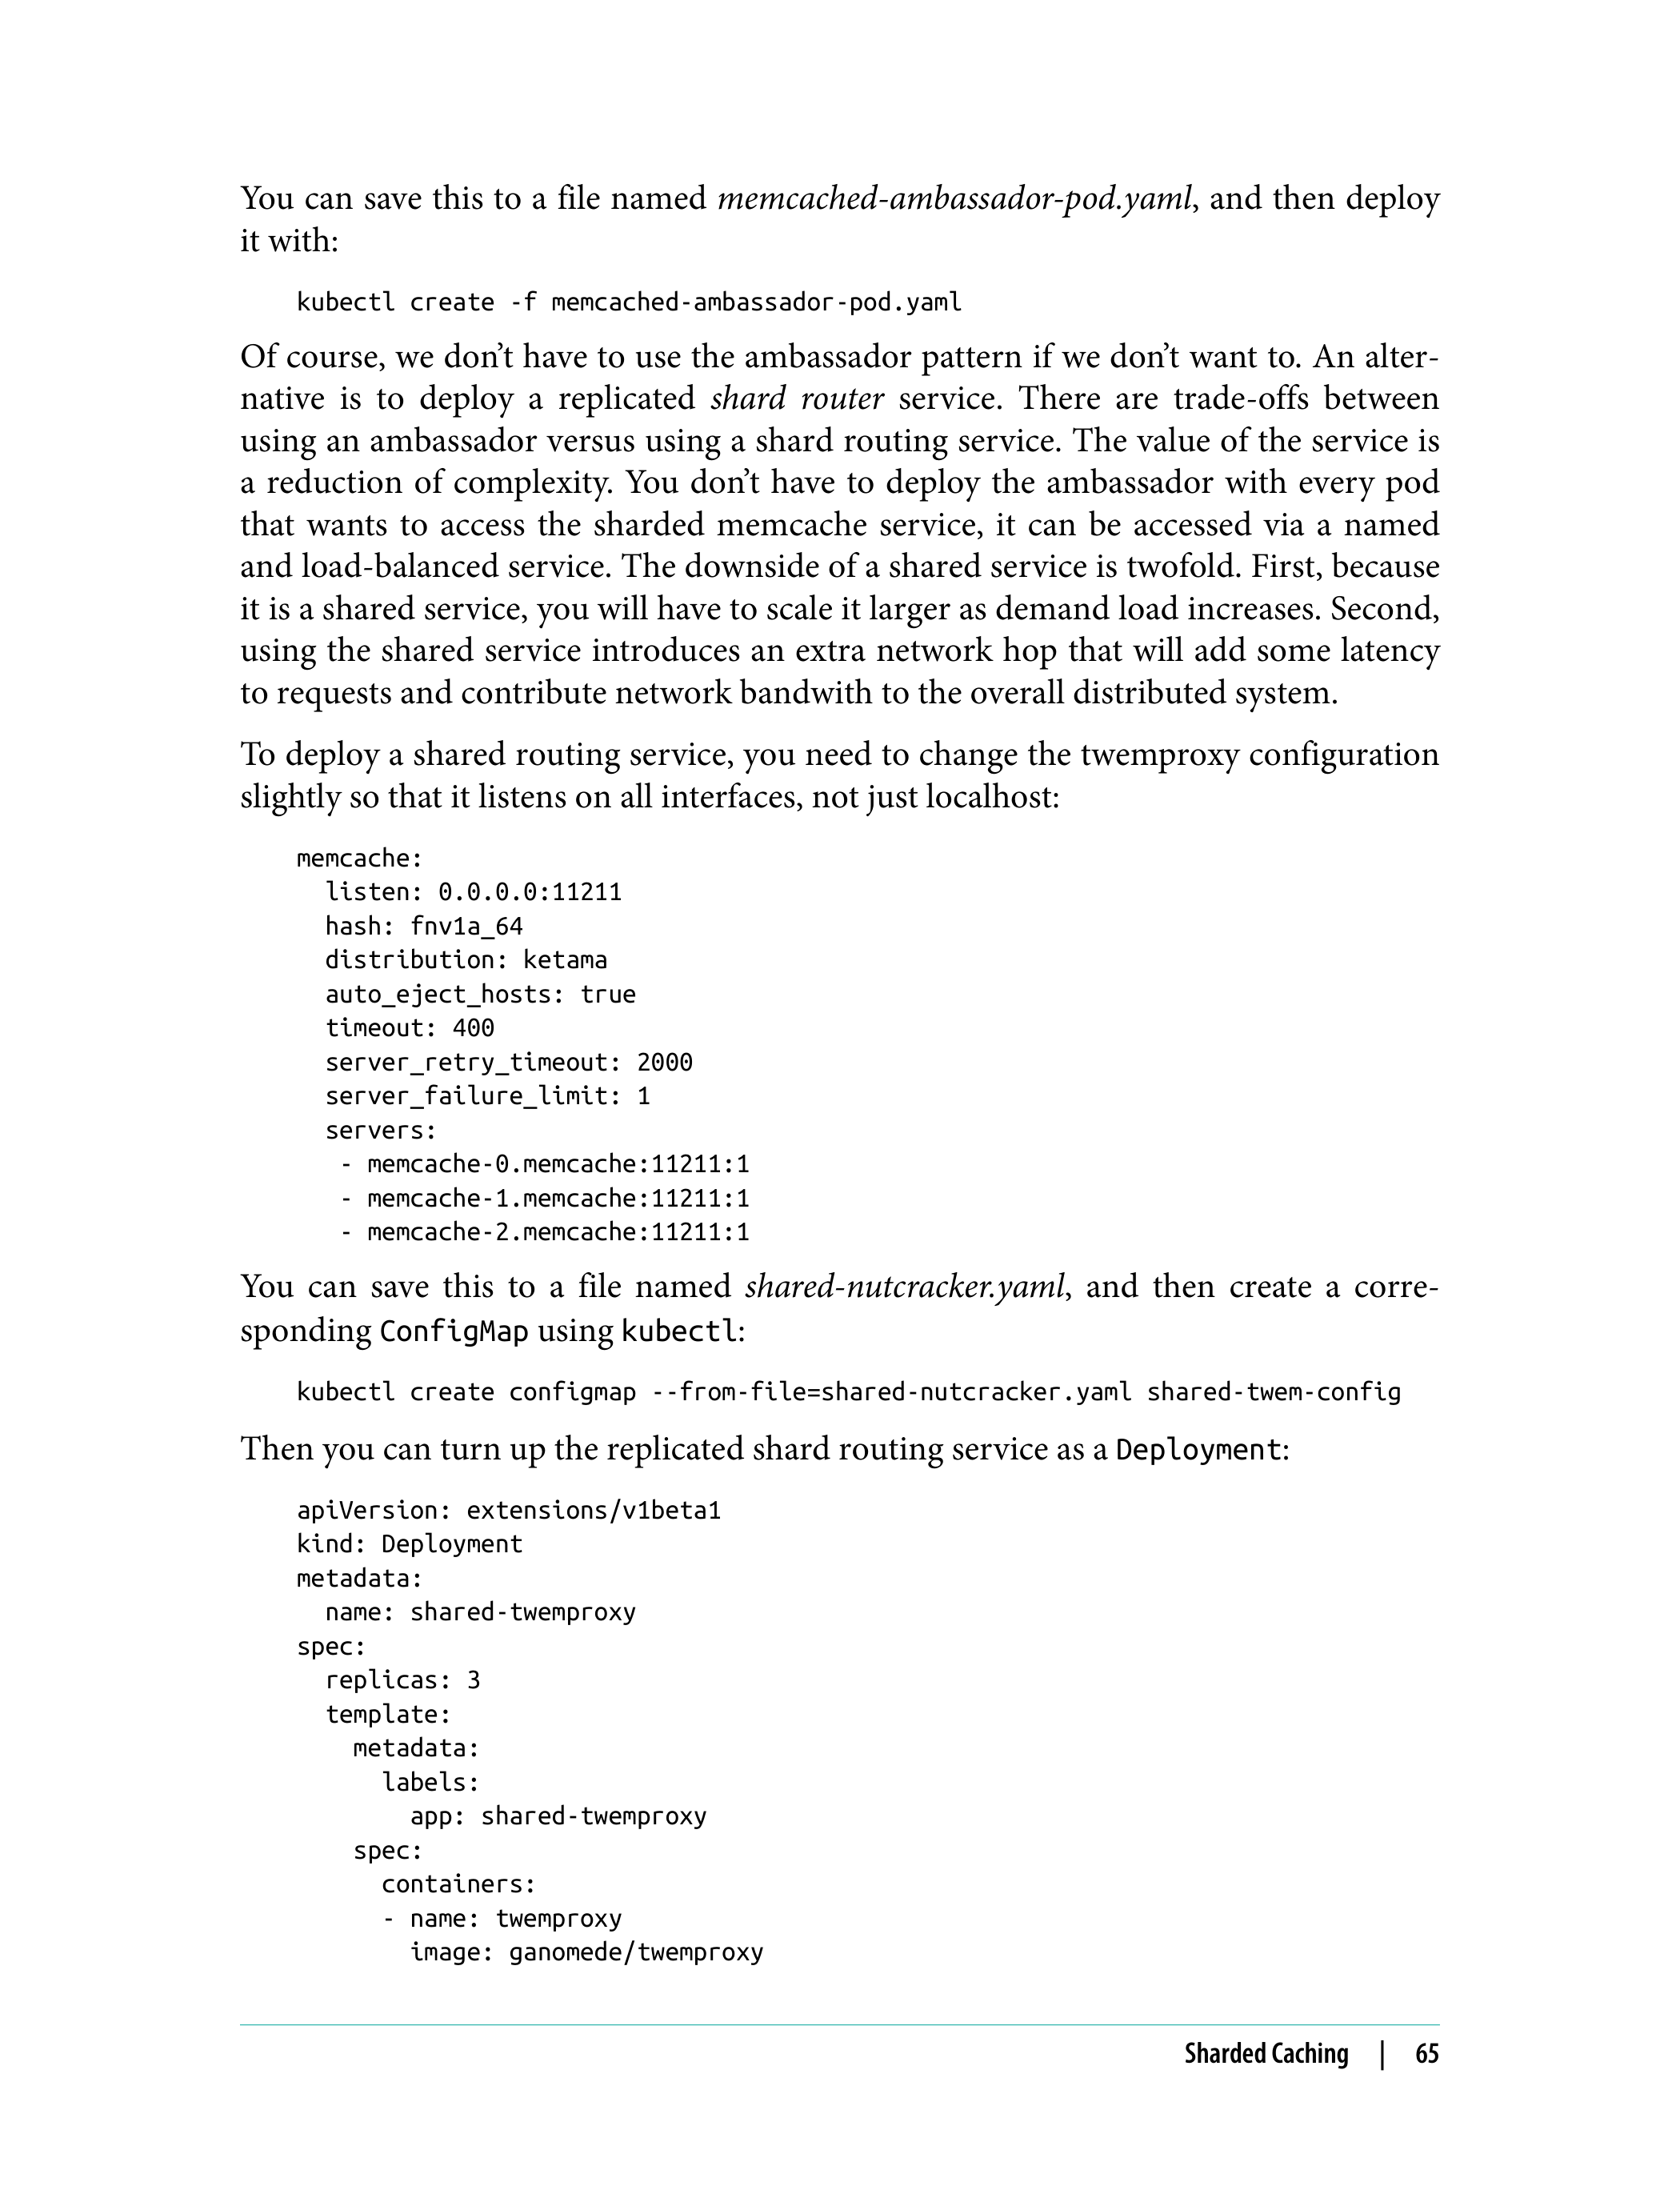 You can save this to a file named memcached-ambassador-pod.yaml, and then deploy
it with:
kubectl create -f memcached-ambassador-pod.yaml
Of course, we don’t have to use the ambassador pattern if we don’t want to. An alter-
native is to deploy a replicated shard router service. There are trade-offs between
using an ambassador versus using a shard routing service. The value of the service is
a reduction of complexity. You don’t have to deploy the ambassador with every pod
that wants to access the sharded memcache service, it can be accessed via a named
and load-balanced service. The downside of a shared service is twofold. First, because
it is a shared service, you will have to scale it larger as demand load increases. Second,
using the shared service introduces an extra network hop that will add some latency
to requests and contribute network bandwith to the overall distributed system.
To deploy a shared routing service, you need to change the twemproxy configuration
slightly so that it listens on all interfaces, not just localhost:
memcache:
  listen: 0.0.0.0:11211
  hash: fnv1a_64
  distribution: ketama
  auto_eject_hosts: true
  timeout: 400
  server_retry_timeout: 2000
  server_failure_limit: 1
  servers:
   - memcache-0.memcache:11211:1
   - memcache-1.memcache:11211:1
   - memcache-2.memcache:11211:1
You can save this to a file named shared-nutcracker.yaml, and then create a corre-
sponding ConfigMap using kubectl:
kubectl create configmap --from-file=shared-nutcracker.yaml shared-twem-config
Then you can turn up the replicated shard routing service as a Deployment:
apiVersion: extensions/v1beta1
kind: Deployment
metadata:
  name: shared-twemproxy
spec:
  replicas: 3
  template:
    metadata:
      labels:
        app: shared-twemproxy
    spec:
      containers:
      - name: twemproxy
        image: ganomede/twemproxy
Sharded Caching | 65